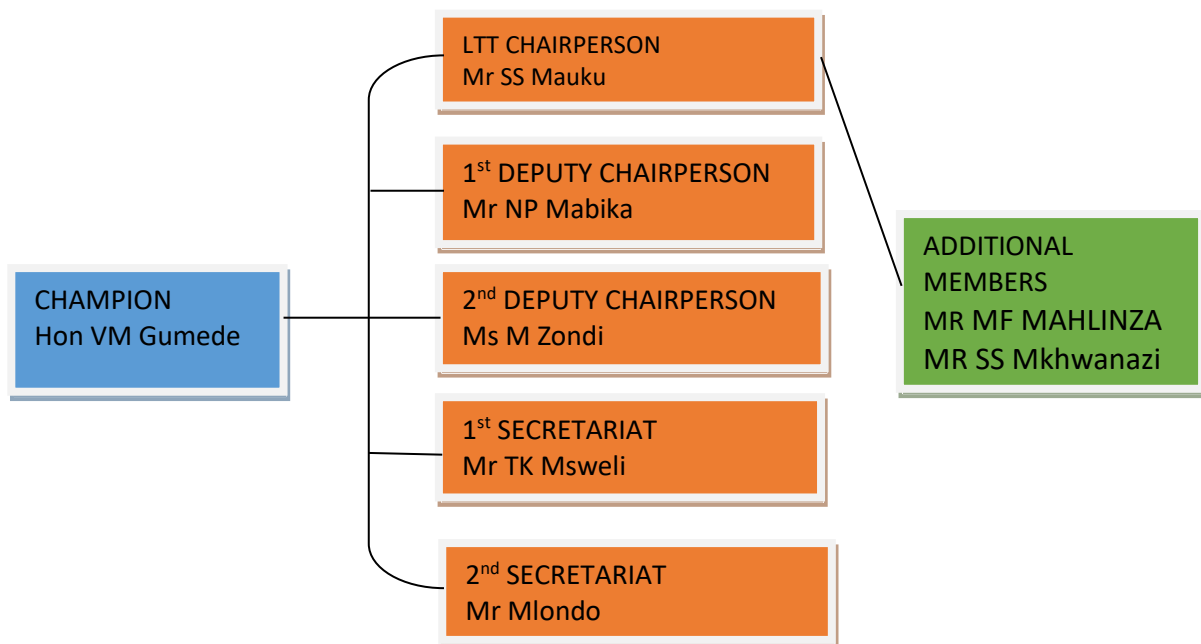 LTT CHAIRPERSON
Mr SS Mauku
1st DEPUTY CHAIRPERSON
Mr NP Mabika
CHAMPION
Hon VM Gumede
2nd DEPUTY CHAIRPERSON
Ms M Zondi
1st SECRETARIAT
Mr TK Msweli
2nd SECRETARIAT
Mr Mlondo
ADDITIONAL
MEMBERS
MR MF MAHLINZA
MR SS Mkhwanazi